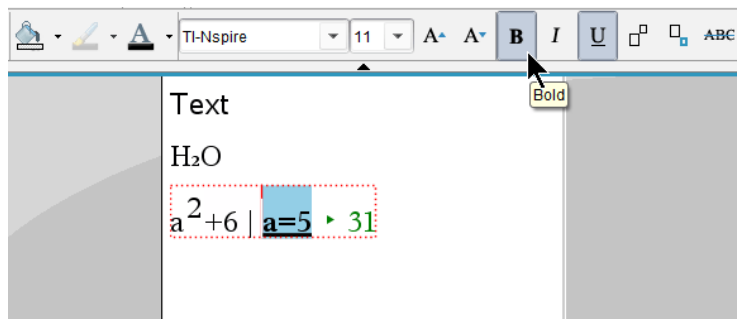 A TI-Nspire 11 A A B I U ABC
Bold
Text
H₂O
a²+6 | a=5 ▸ 31